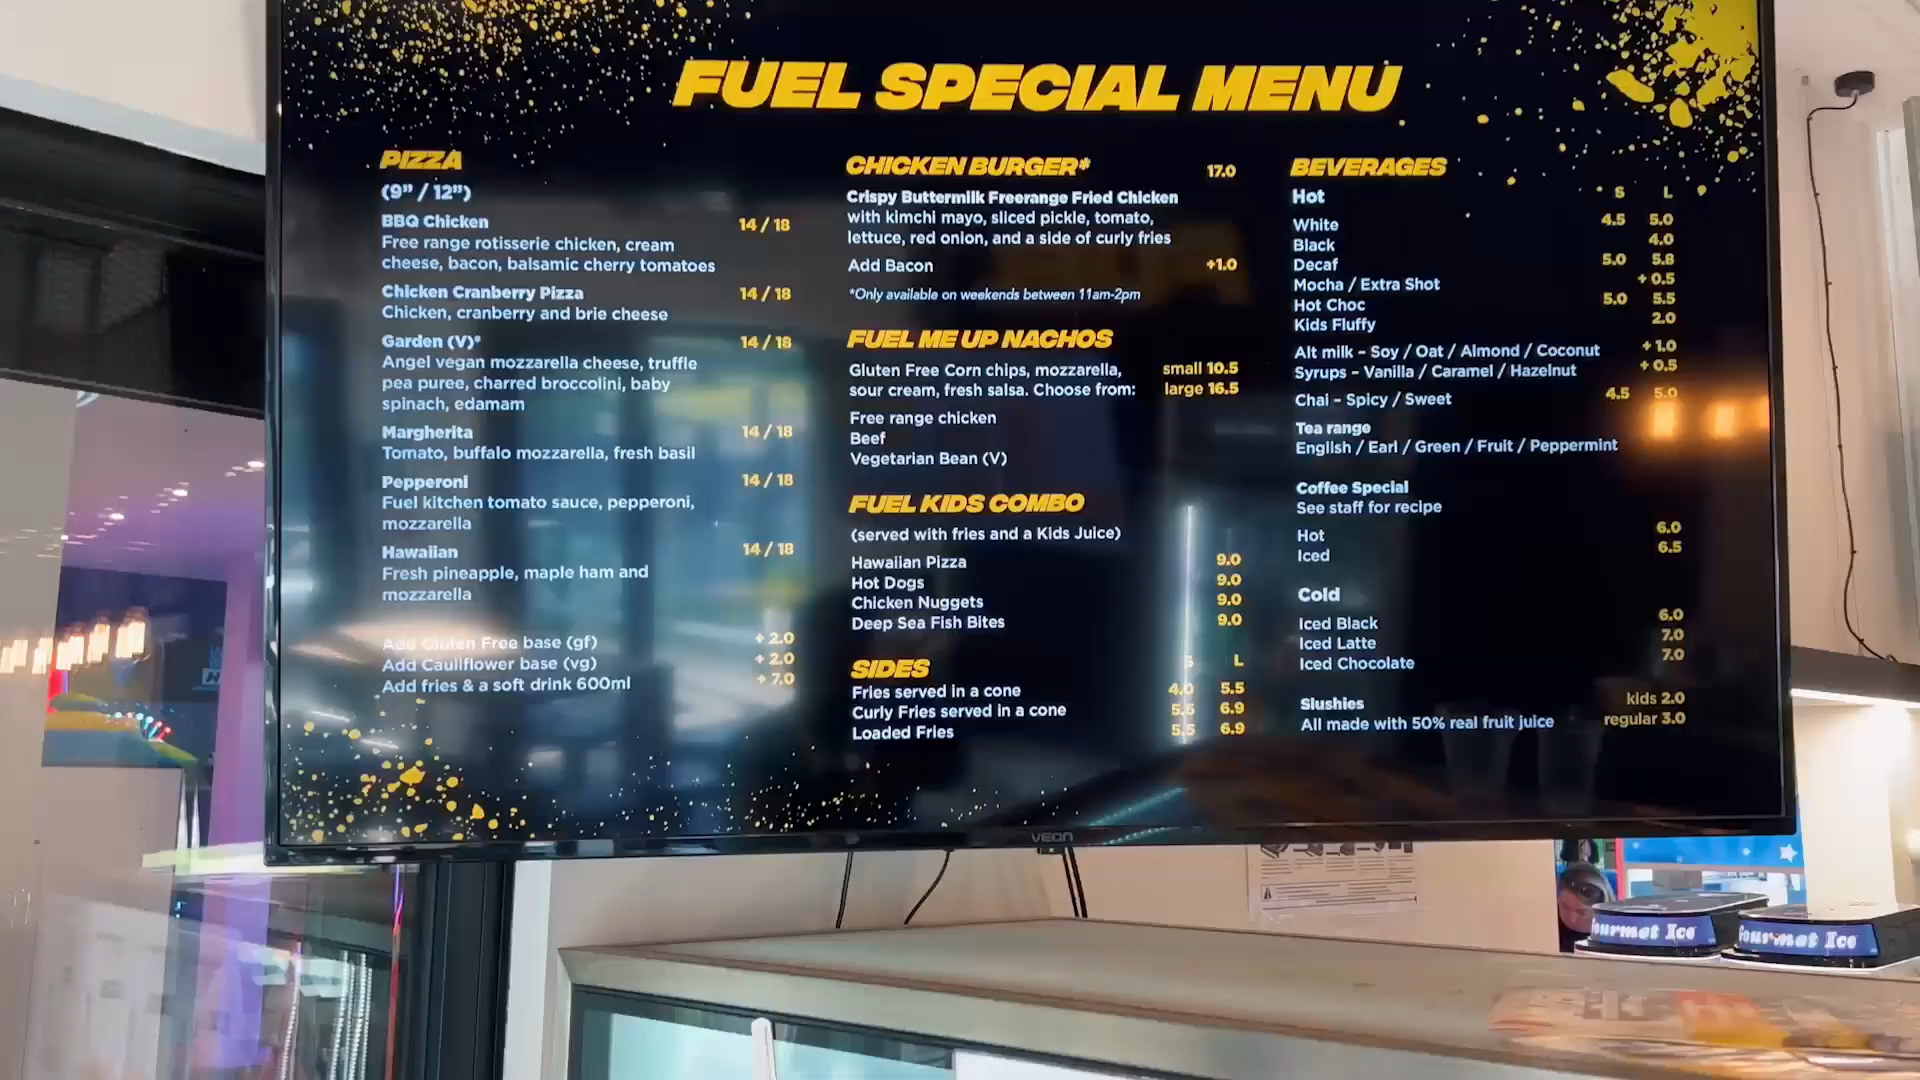 FUEL SPECIAL MENU
PIZZA
(9” / 12”)
BBQ Chicken 14 / 18
Free range rotisserie chicken, cream
cheese, bacon, balsamic cherry tomatoes
Chicken Cranberry Pizza 14 / 18
Chicken, cranberry and brie cheese
Garden (V)* 14 / 18
Angel vegan mozzarella cheese, truffle
pea puree, charred broccolini, baby
spinach, edamam
Margherita 14 / 18
Tomato, buffalo mozzarella, fresh basil
Pepperoni 14 / 18
Fuel kitchen tomato sauce, pepperoni,
mozzarella
Hawaiian 14 / 18
Fresh pineapple, maple ham and
mozzarella
Add Gluten Free base (gf) + 2.0
Add Cauliflower base (vg) + 2.0
Add fries & a soft drink 600ml + 7.0
CHICKEN BURGER* 17.0
Crispy Buttermilk Freerange Fried Chicken
with kimchi mayo, sliced pickle, tomato,
lettuce, red onion, and a side of curly fries
Add Bacon +1.0
*Only available on weekends between 11am-2pm
FUEL ME UP NACHOS
Gluten Free Corn chips, mozzarella, small 10.5
sour cream, fresh salsa. Choose from: large 16.5
Free range chicken
Beef
Vegetarian Bean (V)
FUEL KIDS COMBO
(served with fries and a Kids Juice)
Hawaiian Pizza 9.0
Hot Dogs 9.0
Chicken Nuggets 9.0
Deep Sea Fish Bites 9.0
SIDES S L
Fries served in a cone 4.0 5.5
Curly Fries served in a cone 5.5 6.9
Loaded Fries 5.5 6.9
BEVERAGES
Hot S L
White 4.5 5.0
Black 4.0
Decaf 5.0 5.8
Mocha / Extra Shot + 0.5
Hot Choc 5.0 5.5
Kids Fluffy 2.0
Alt milk - Soy / Oat / Almond / Coconut + 1.0
Syrups - Vanilla / Caramel / Hazelnut + 0.5
Chai - Spicy / Sweet 4.5 5.0
Tea range
English / Earl / Green / Fruit / Peppermint
Coffee Special
See staff for recipe
Hot 6.0
Iced 6.5
Cold
Iced Black 6.0
Iced Latte 7.0
Iced Chocolate 7.0
Slushies kids 2.0
All made with 50% real fruit juice regular 3.0
VEON
Gourmet Ice
Gourmet Ice